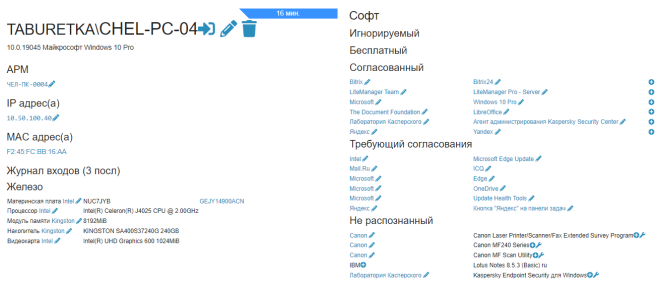 16 мин.
TABURETKA\CHEL-PC-04
10.0.19045 Майкрософт Windows 10 Pro
АРМ
ЧЕЛ-ПК-0004
IP адрес(а)
10.50.100.40
MAC адрес(а)
F2:45:FC:BB:16:AA
Журнал входов (3 посл)
Железо
Материнская плата Intel NUC7JYB GEJY14900ACN
Процессор Intel Intel(R) Celeron(R) J4025 CPU @ 2.00GHz
Модуль памяти Kingston 8192MiB
Накопитель Kingston KINGSTON SA400S37240G 240GB
Видеокарта Intel Intel(R) UHD Graphics 600 1024MiB
Софт
Игнорируемый
Бесплатный
Согласованный
Bitrix Bitrix24
LiteManager Team LiteManager Pro - Server
Microsoft Windows 10 Pro
The Document Foundation LibreOffice
Лаборатория Касперского Агент администрирования Kaspersky Security Center
Яндекс Yandex
Требующий согласования
Intel Microsoft Edge Update
Mail.Ru ICQ
Microsoft Edge
Microsoft OneDrive
Microsoft Update Health Tools
Яндекс Кнопка "Яндекс" на панели задач
Не распознанный
Canon Canon Laser Printer/Scanner/Fax Extended Survey Program
Canon Canon MF240 Series
Canon Canon MF Scan Utility
IBM Lotus Notes 8.5.3 (Basic) ru
Лаборатория Касперского Kaspersky Endpoint Security для Windows